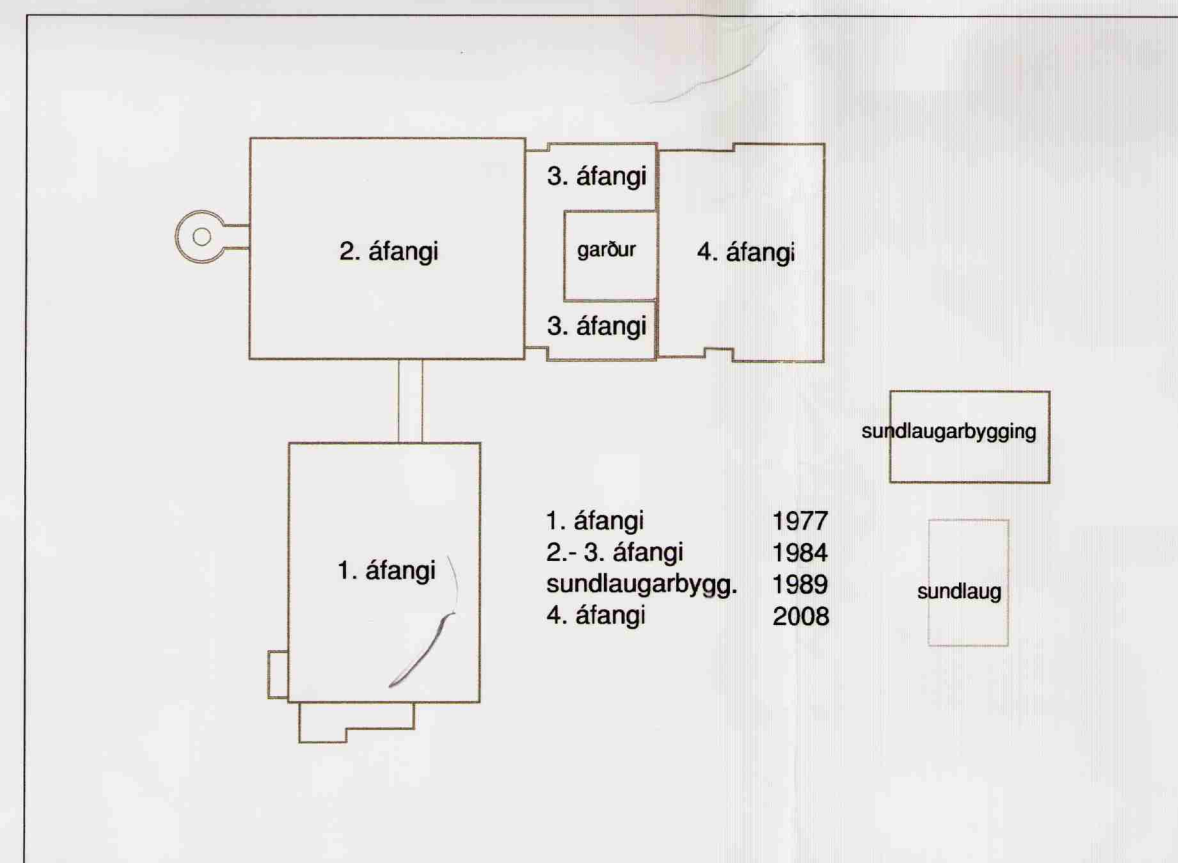 3. áfangi
2. áfangi
garður
4. áfangi
3. áfangi
sundlaugarbygging
1. áfangi 1977
2.- 3. áfangi 1984
sundlaugarbygg. 1989
4. áfangi 2008
1. áfangi
sundlaug